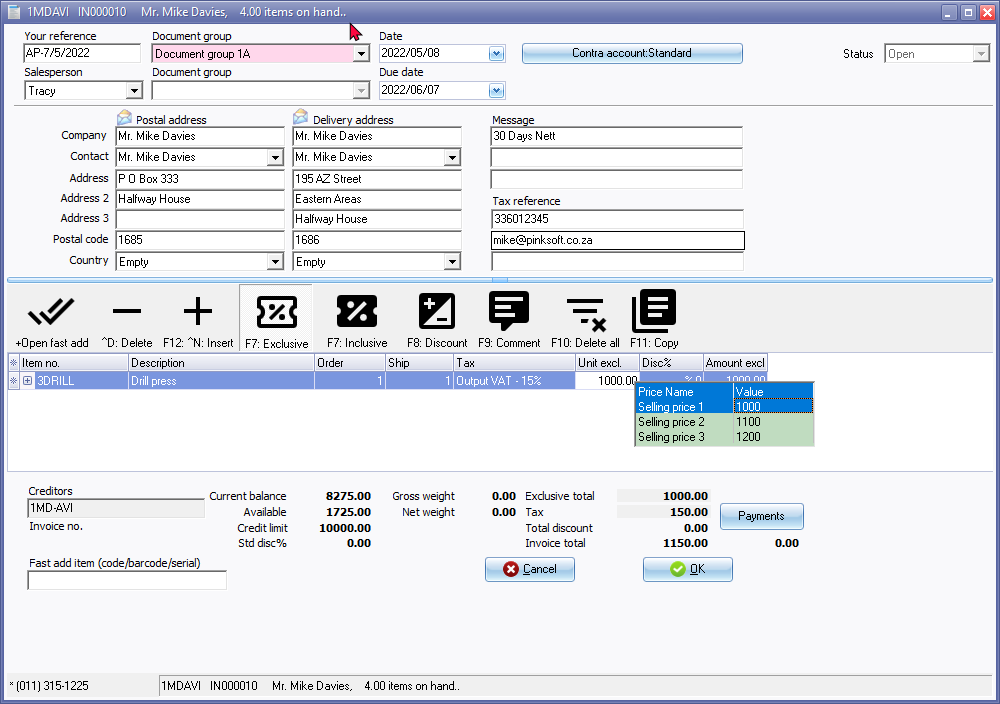 1MDAVI   IN000010    Mr. Mike Davies,    4.00 items on hand..
Your reference  Document group  Date
AP-7/5/2022  Document group 1A  2022/05/08  Contra account:Standard  Status  Open
Salesperson  Document group  Due date
Tracy  2022/06/07
Postal address  Delivery address  Message
Company  Mr. Mike Davies  Mr. Mike Davies  30 Days Nett
Contact  Mr. Mike Davies  Mr. Mike Davies
Address  P O Box 333  195 AZ Street
Address 2  Halfway House  Eastern Areas  Tax reference
Address 3  Halfway House  336012345
Postal code  1685  1686  mike@pinksoft.co.za
Country  Empty  Empty
+Open fast add  ^D: Delete  F12: ^N: Insert  F7: Exclusive  F7: Inclusive  F8: Discount  F9: Comment  F10: Delete all  F11: Copy
Item no.  Description  Order  Ship  Tax  Unit excl.  Disc%  Amount excl
3DRILL  Drill press  1  1  Output VAT - 15%  1000.00  % 0  1000.00
Price Name  Value
Selling price 1  1000
Selling price 2  1100
Selling price 3  1200
Creditors  Current balance  8275.00  Gross weight  0.00  Exclusive total  1000.00
1MD-AVI  Available  1725.00  Net weight  0.00  Tax  150.00  Payments
Invoice no.  Credit limit  10000.00  Total discount  0.00
Std disc%  0.00  Invoice total  1150.00  0.00
Fast add item (code/barcode/serial)  Cancel  OK
* (011) 315-1225  1MDAVI   IN000010    Mr. Mike Davies,    4.00 items on hand..